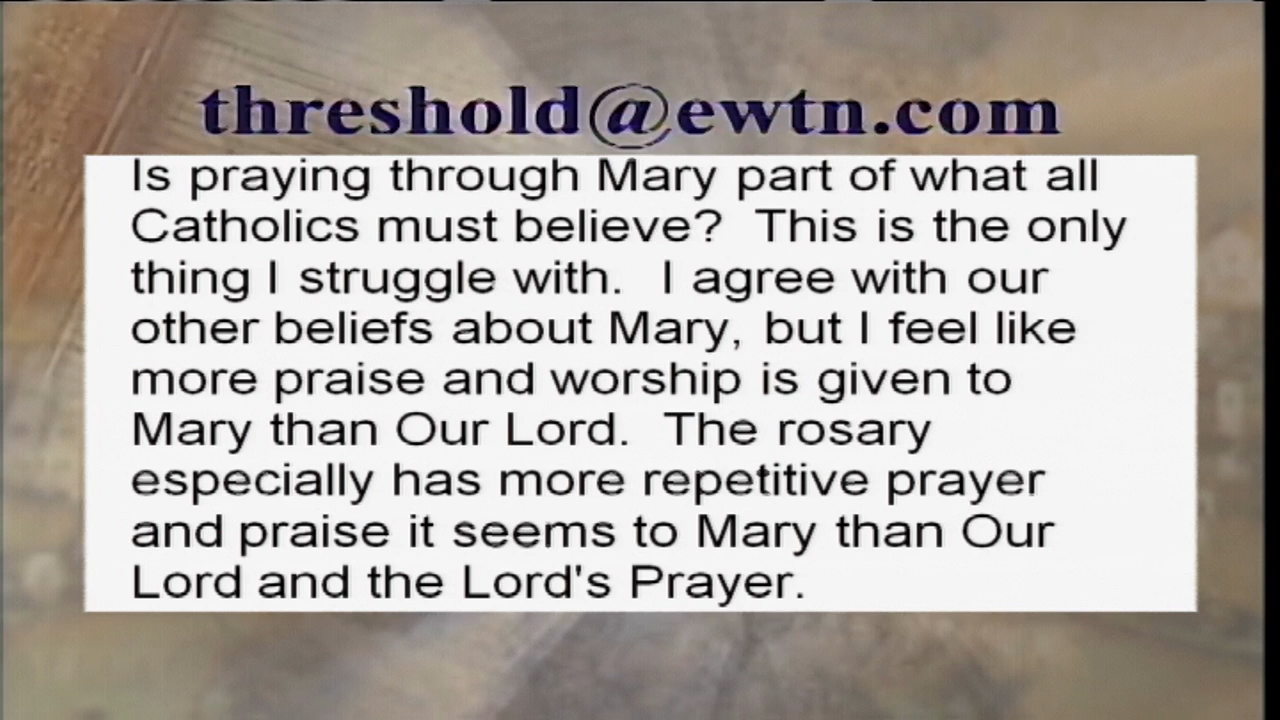 threshold@ewtn.com
Is praying through Mary part of what all
Catholics must believe?  This is the only
thing I struggle with.  I agree with our
other beliefs about Mary, but I feel like
more praise and worship is given to
Mary than Our Lord.  The rosary
especially has more repetitive prayer
and praise it seems to Mary than Our
Lord and the Lord's Prayer.